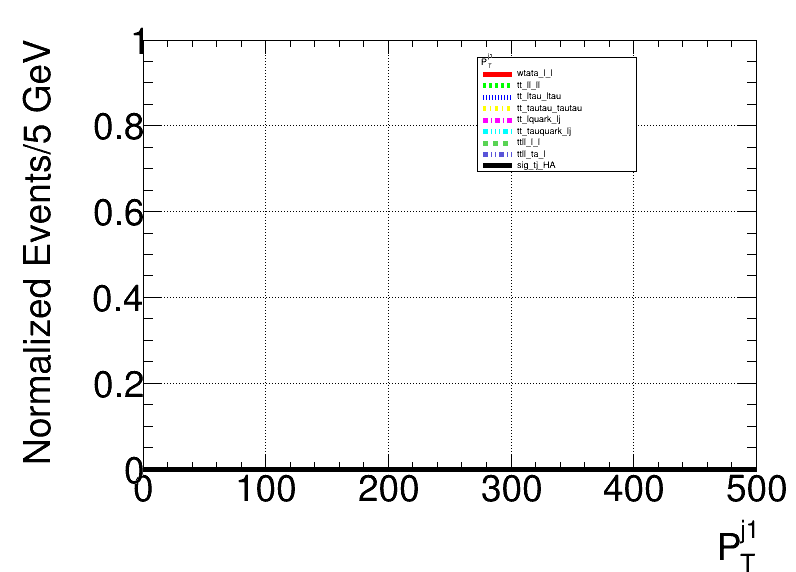 Normalized Events/5 GeV
1
0.8
0.6
0.4
0.2
0
0 100 200 300 400 500
P_T^j1
P_T^j1
wtata_l_l
tt_ll_ll
tt_ltau_ltau
tt_tautau_tautau
tt_lquark_lj
tt_tauquark_lj
ttll_l_l
ttll_ta_l
sig_tj_HA